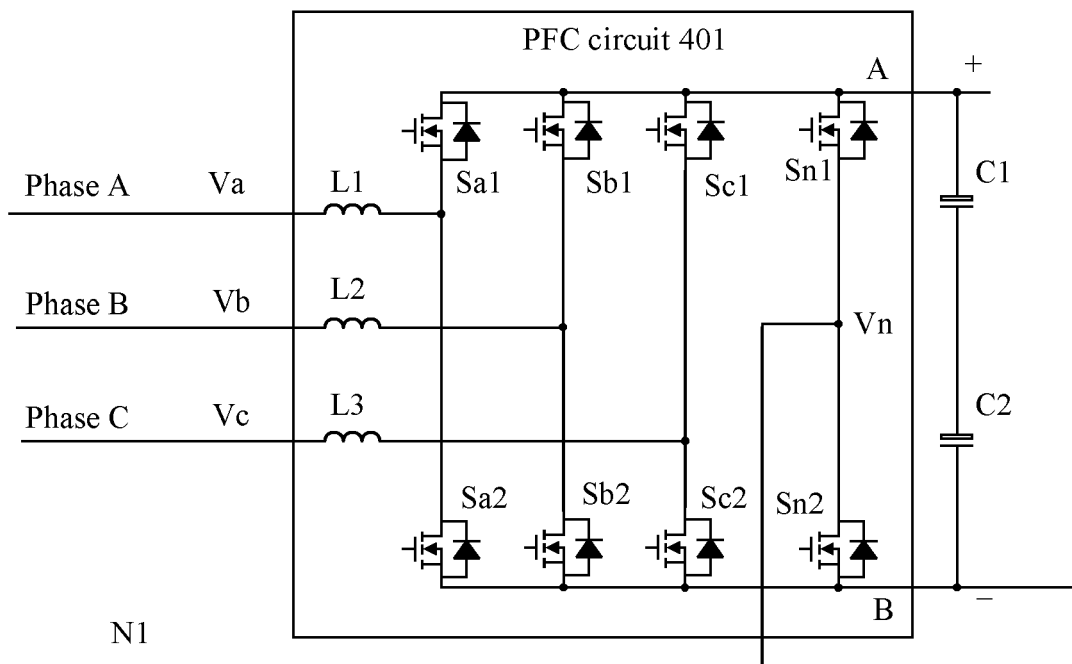 PFC circuit 401
A +
Sa1 Sb1 Sc1 Sn1 C1
Phase A Va L1
Phase B Vb L2 Vn
Phase C Vc L3 C2
Sa2 Sb2 Sc2 Sn2
B −
N1